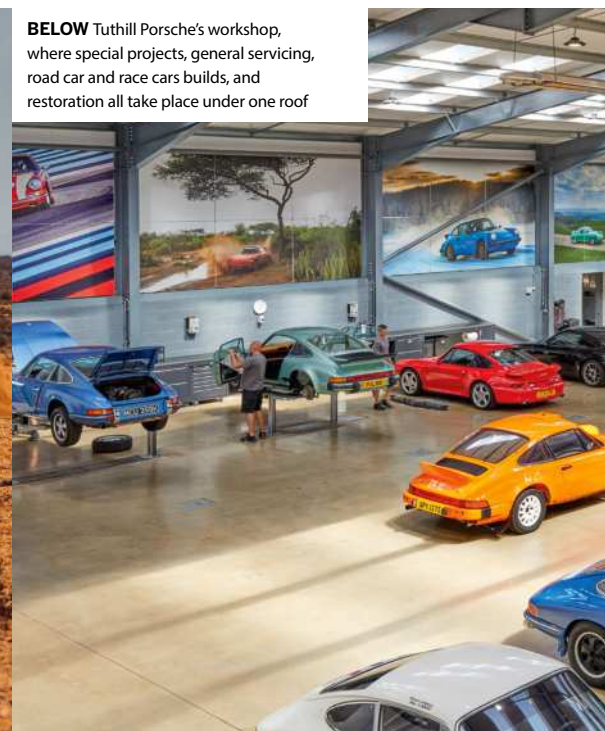 BELOW Tuthill Porsche's workshop,
where special projects, general servicing,
road car and race cars builds, and
restoration all take place under one roof